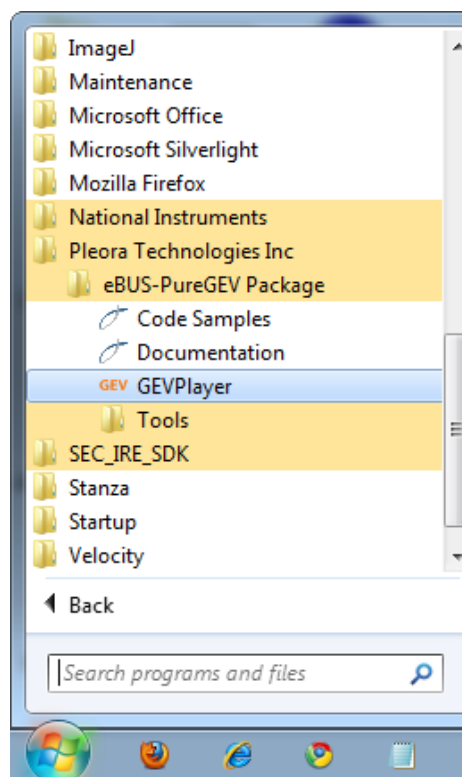 ImageJ
Maintenance
Microsoft Office
Microsoft Silverlight
Mozilla Firefox
National Instruments
Pleora Technologies Inc
eBUS-PureGEV Package
Code Samples
Documentation
GEV GEVPlayer
Tools
SEC_IRE_SDK
Stanza
Startup
Velocity
Back
Search programs and files